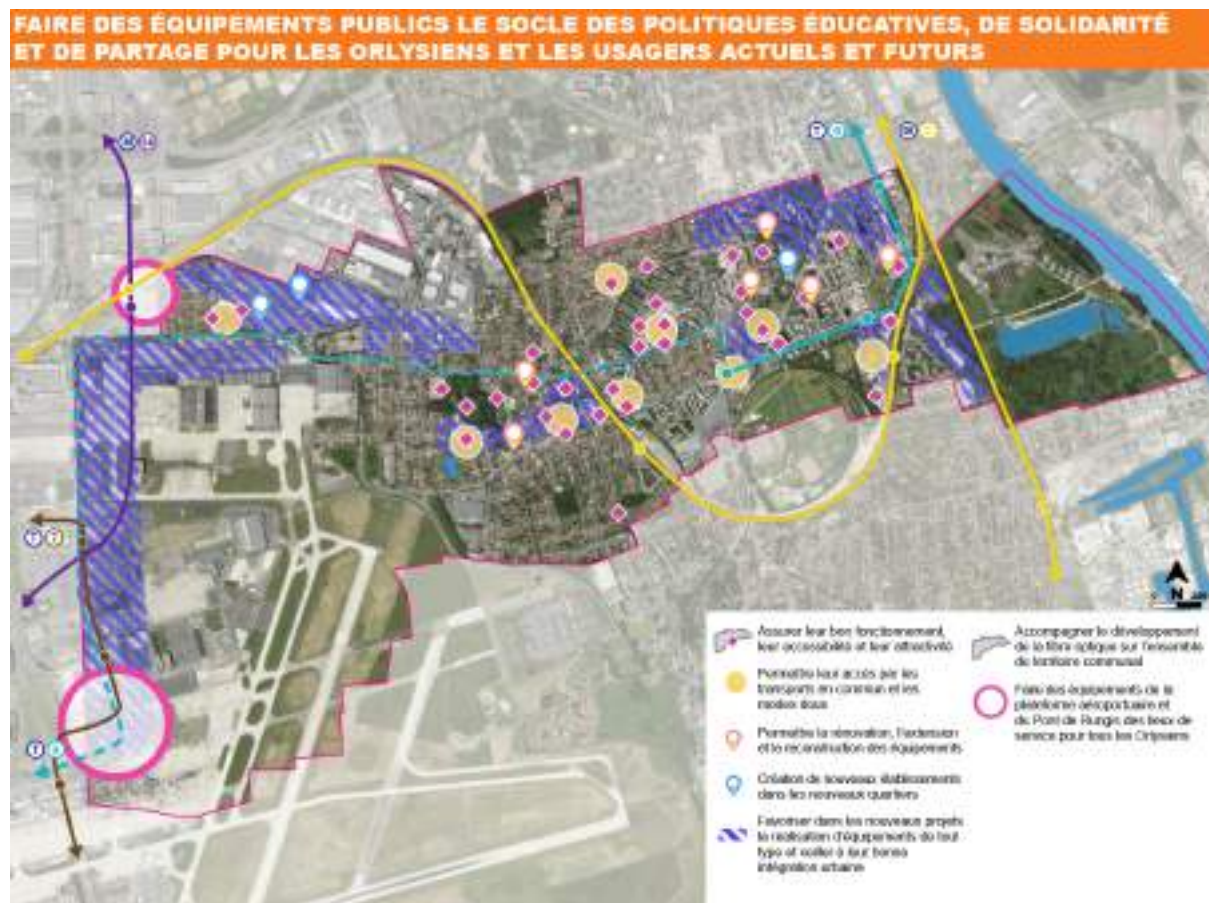 FAIRE DES ÉQUIPEMENTS PUBLICS LE SOCLE DES POLITIQUES ÉDUCATIVES, DE SOLIDARITÉ
ET DE PARTAGE POUR LES ORLYSIENS ET LES USAGERS ACTUELS ET FUTURS
M 14
T 9
T 7
T
N
Assurer leur bon fonctionnement,
leur accessibilité et leur attractivité
Permettre leur accès par les
transports en commun et les
modes doux
Permettre la rénovation, l'extension
et la reconstruction des équipements
Création de nouveaux établissements
dans les nouveaux quartiers
Favoriser dans les nouveaux projets
la réalisation d'équipements de tout
type et veiller à leur bonne
intégration urbaine
Accompagner le développement
de la fibre optique sur l'ensemble
du territoire communal
Faire des équipements de la
plateforme aéroportuaire et
du Pont de Rungis des lieux de
service pour tous les Orlysiens